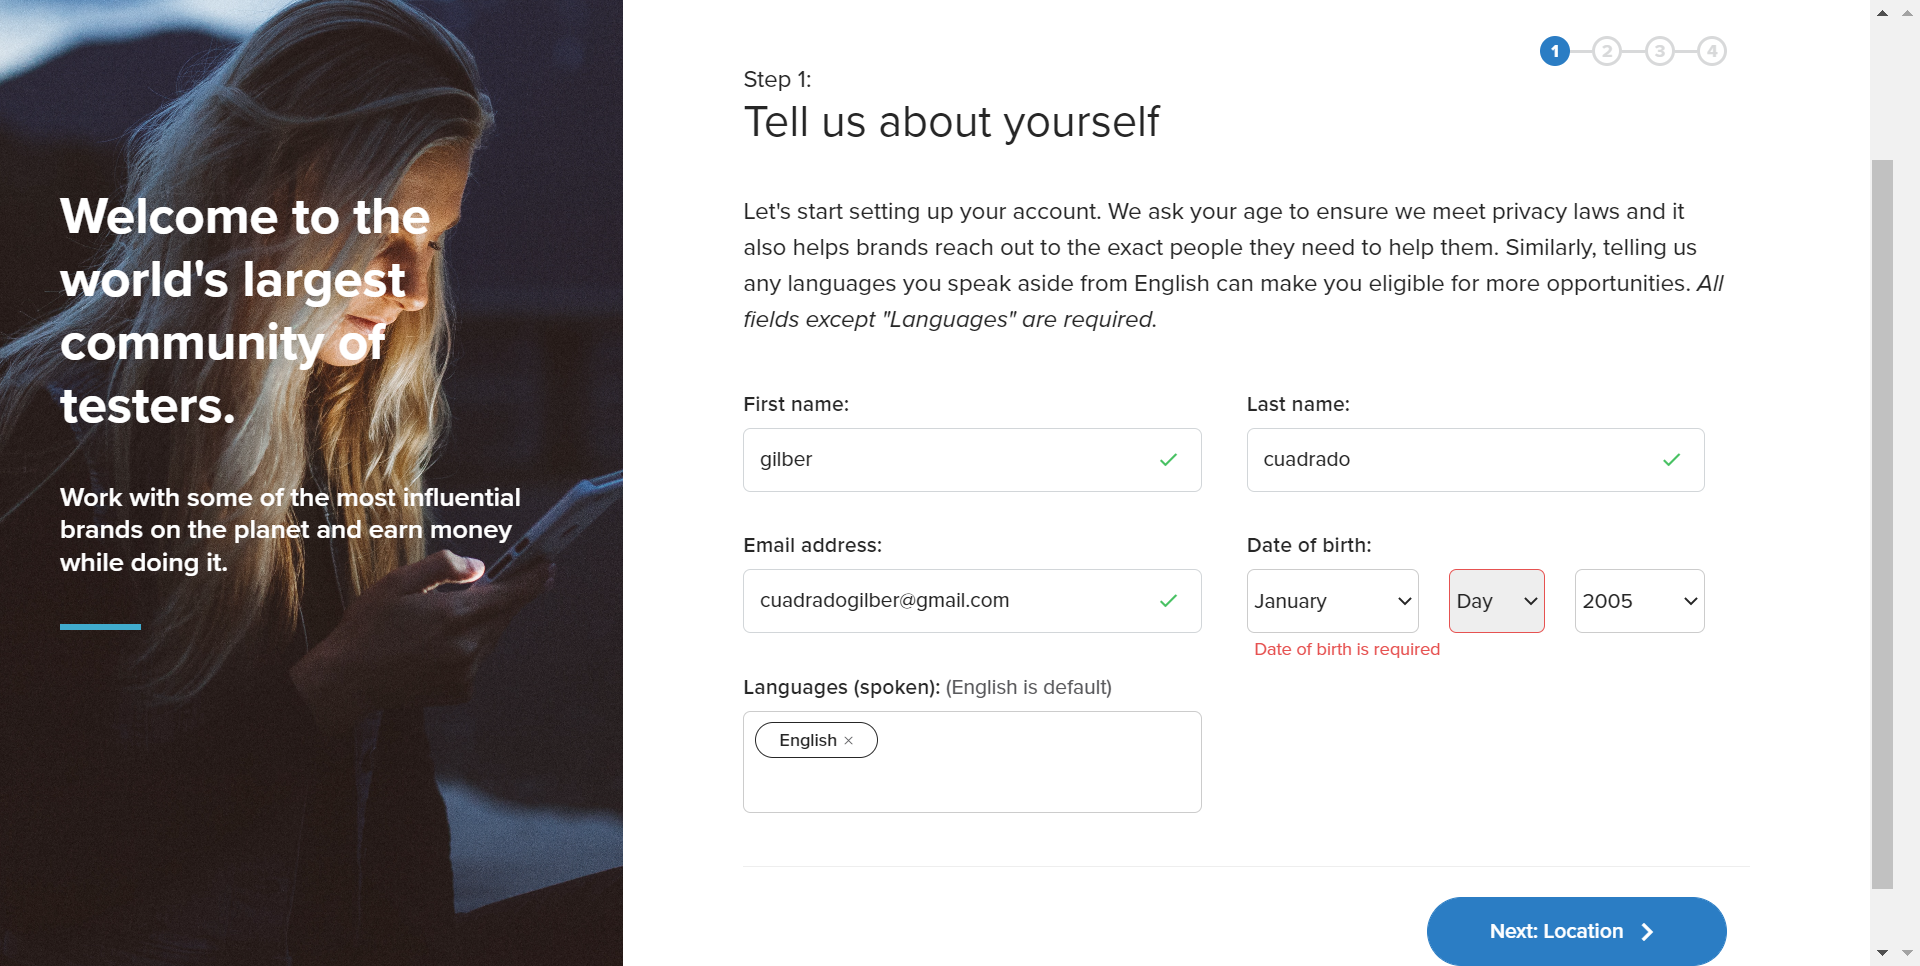 Welcome to the
world's largest
community of
testers.
Work with some of the most influential
brands on the planet and earn money
while doing it.
1 2 3 4
Step 1:
Tell us about yourself
Let's start setting up your account. We ask your age to ensure we meet privacy laws and it
also helps brands reach out to the exact people they need to help them. Similarly, telling us
any languages you speak aside from English can make you eligible for more opportunities. All
fields except "Languages" are required.
First name:
Last name:
gilber
cuadrado
Email address:
Date of birth:
cuadradogilber@gmail.com
January
Day
2005
Date of birth is required
Languages (spoken): (English is default)
English ×
Next: Location